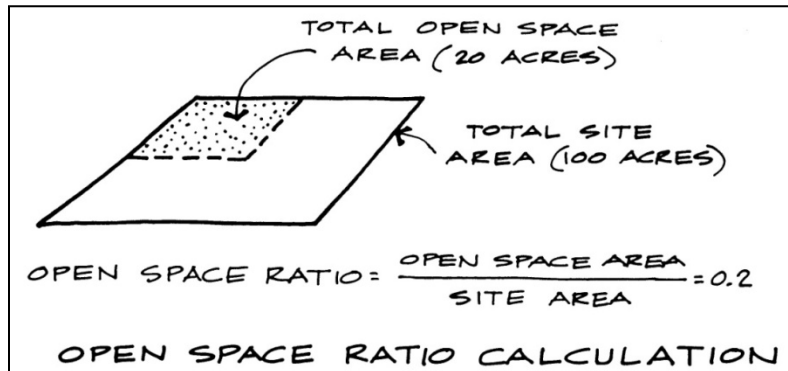 TOTAL OPEN SPACE
AREA (20 ACRES)
TOTAL SITE
AREA (100 ACRES)
OPEN SPACE RATIO = OPEN SPACE AREA / SITE AREA = 0.2
OPEN SPACE RATIO CALCULATION